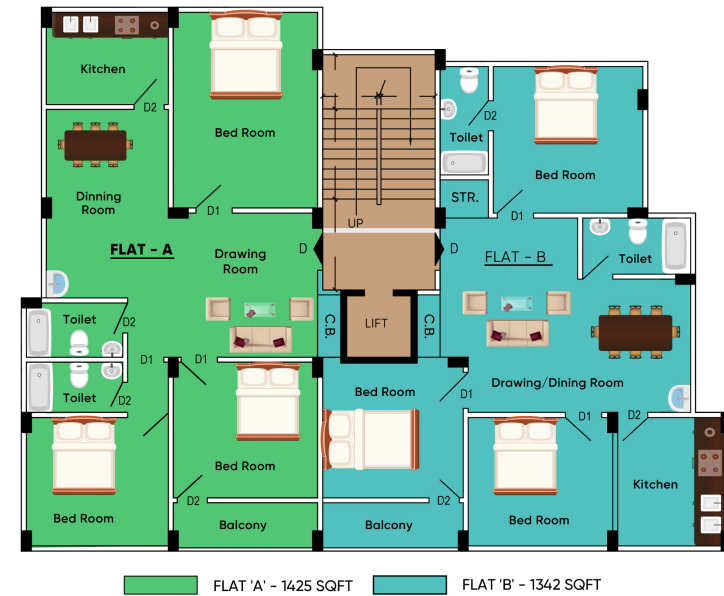 Kitchen
D2
Bed Room
Dinning
Room
D1
FLAT - A
Drawing
Room
UP
D
D
LIFT
C.B.
C.B.
Toilet
D2
STR.
Bed Room
D1
FLAT - B
Toilet
Drawing/Dining Room
Toilet
D2
D1
D1
Toilet
D2
Bed Room
Bed Room
D2
Balcony
Bed Room
D1
D2
Balcony
D1
D2
Bed Room
Kitchen
FLAT 'A' - 1425 SQFT
FLAT 'B' - 1342 SQFT